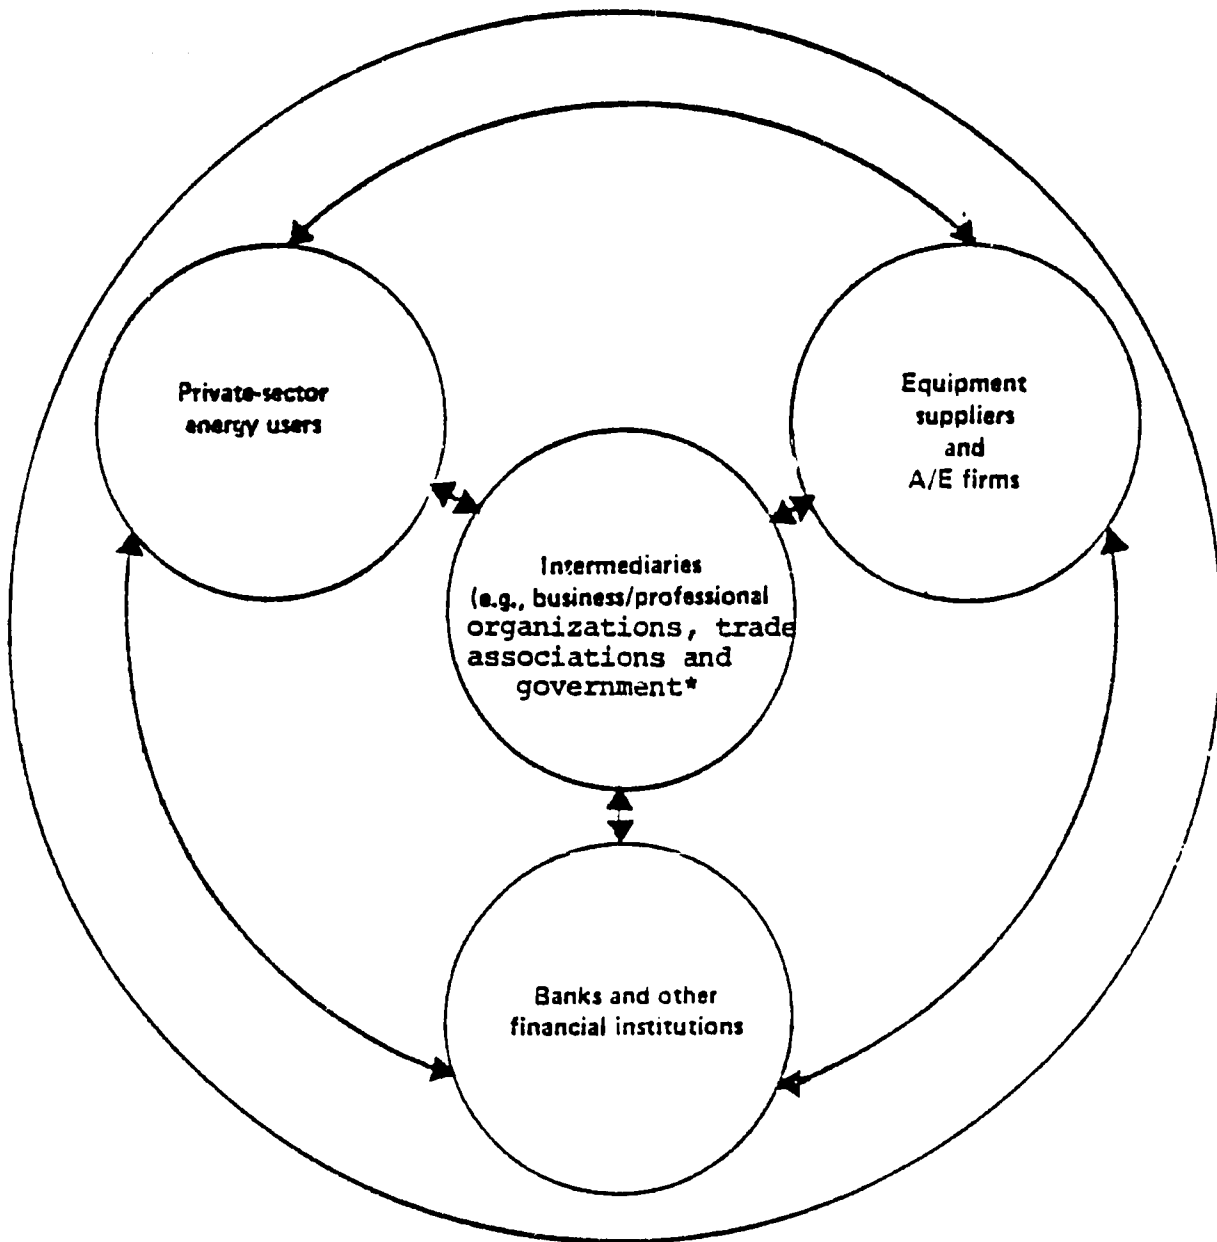 Private-sector
energy users
Equipment
suppliers
and
A/E firms
Intermediaries
(e.g., business/professional
organizations, trade
associations and
government*
Banks and other
financial institutions